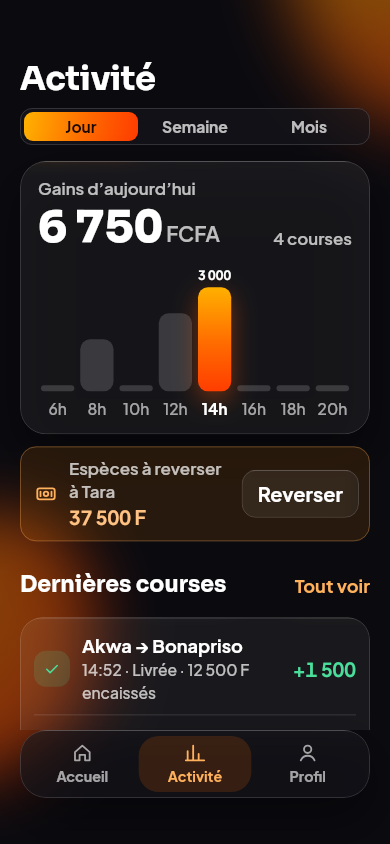 Activité
Jour Semaine Mois
Gains d’aujourd’hui
6 750 FCFA 4 courses
3 000
6h 8h 10h 12h 14h 16h 18h 20h
Espèces à reverser
à Tara
37 500 F
Reverser
Dernières courses Tout voir
Akwa → Bonapriso
14:52 · Livrée · 12 500 F
encaissés
+1 500
Accueil Activité Profil